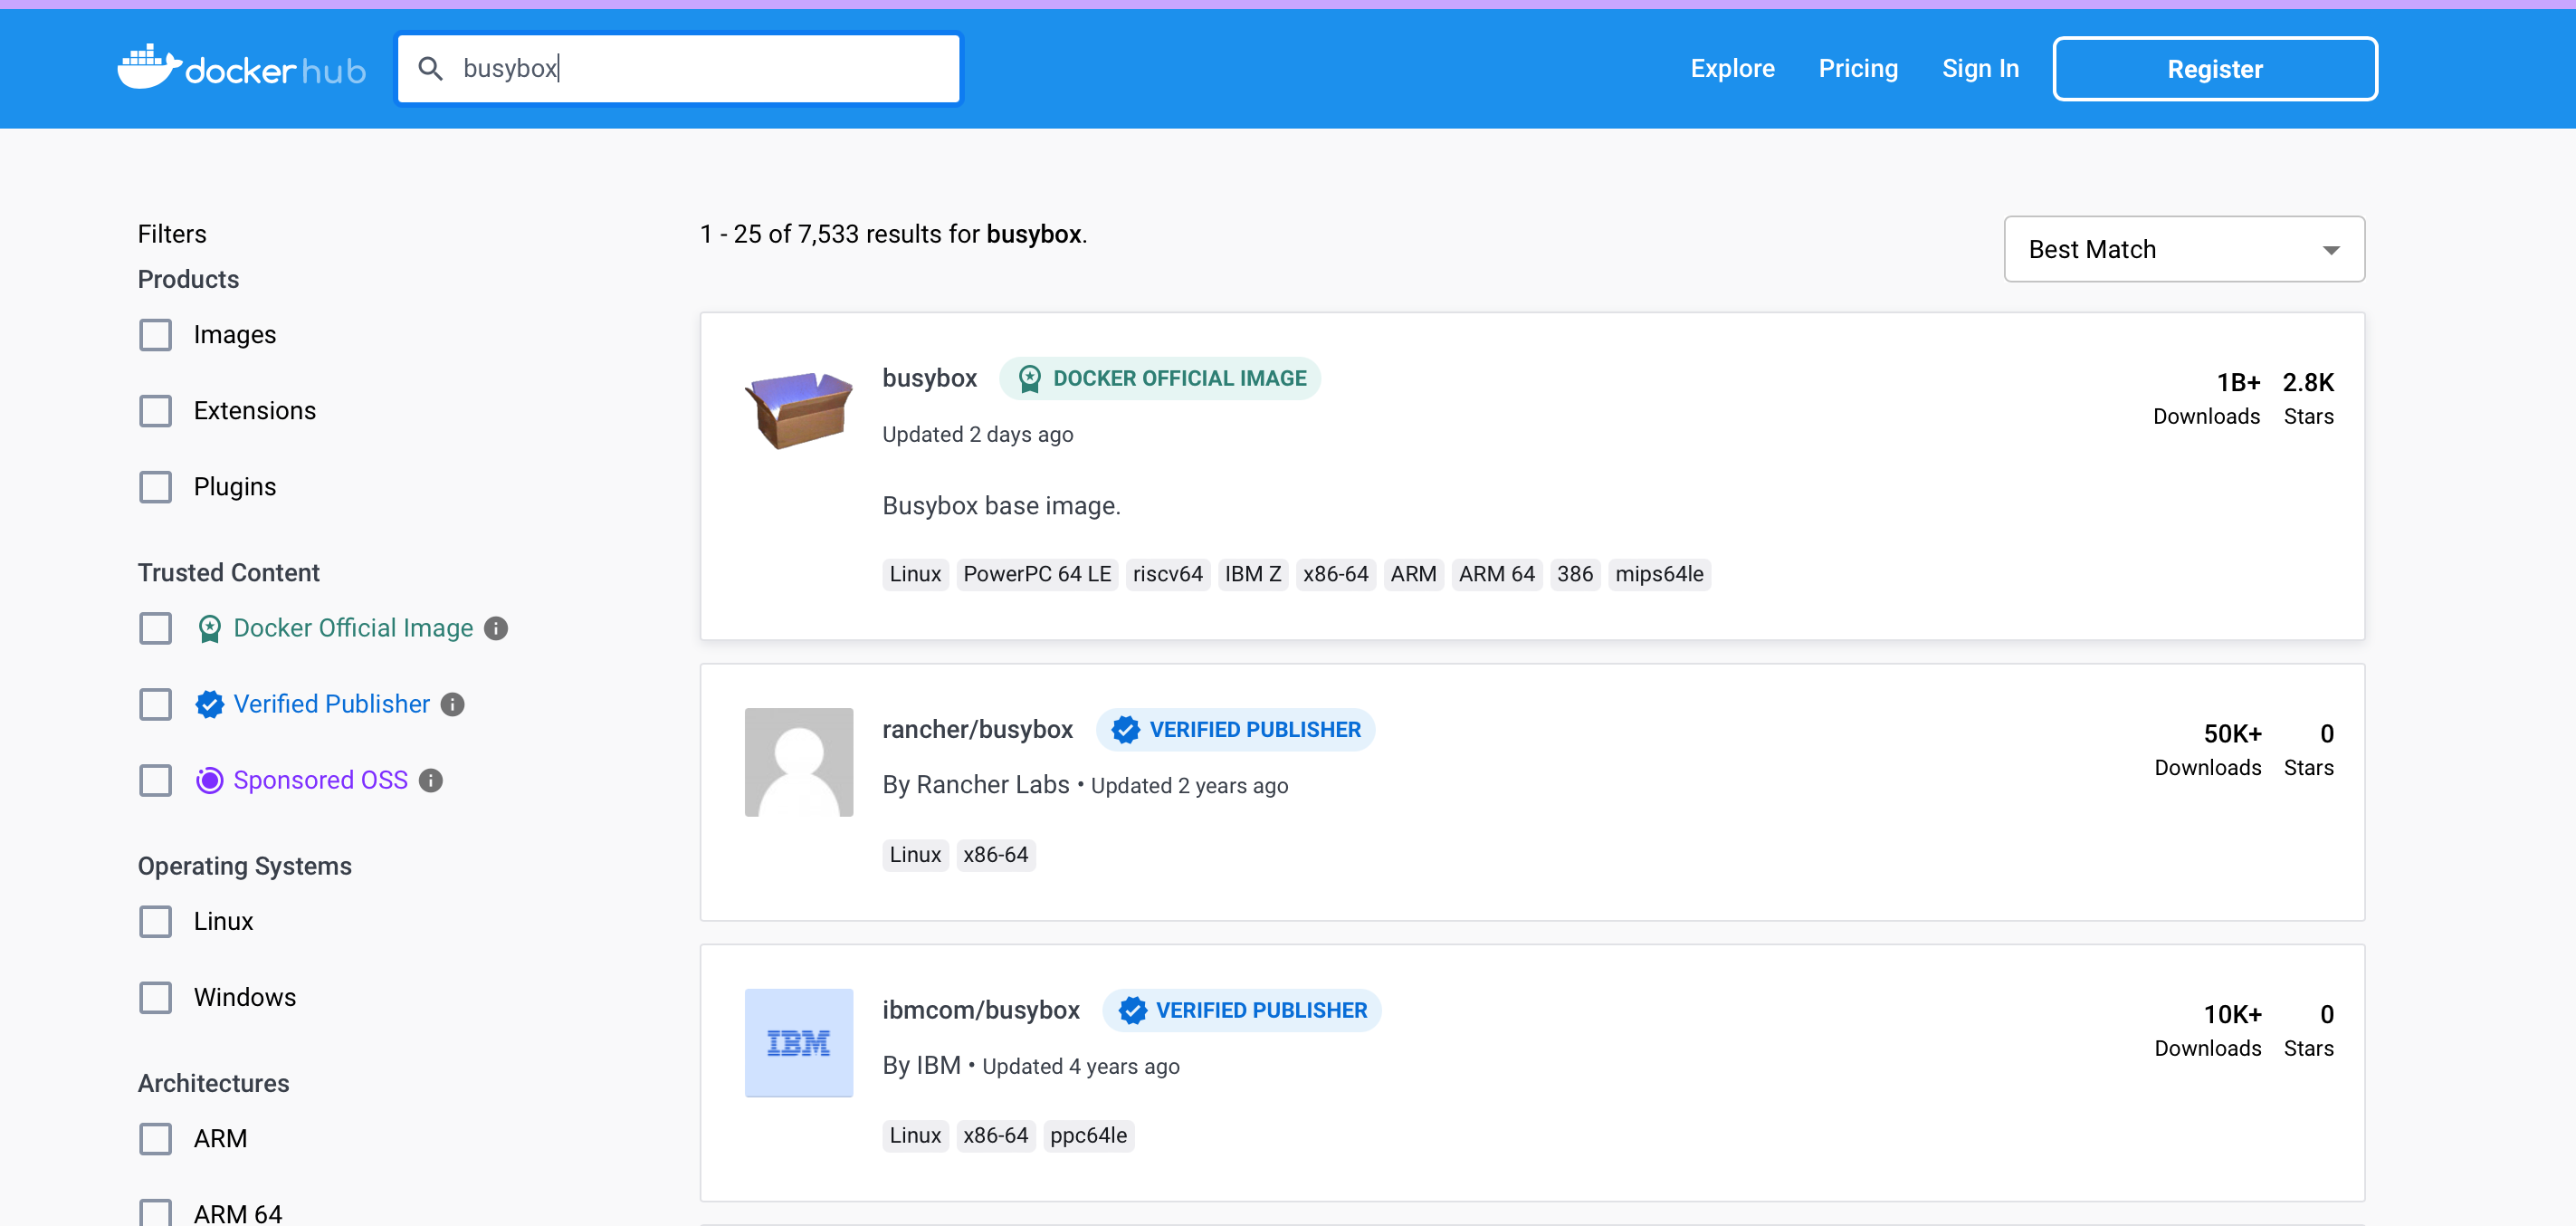 docker hub
busybox
Explore
Pricing
Sign In
Register
Filters
Products
Images
Extensions
Plugins
Trusted Content
Docker Official Image
Verified Publisher
Sponsored OSS
Operating Systems
Linux
Windows
Architectures
ARM
ARM 64
1 - 25 of 7,533 results for busybox.
Best Match
busybox DOCKER OFFICIAL IMAGE
Updated 2 days ago
Busybox base image.
Linux PowerPC 64 LE riscv64 IBM Z x86-64 ARM ARM 64 386 mips64le
1B+ 2.8K
Downloads Stars
rancher/busybox VERIFIED PUBLISHER
By Rancher Labs • Updated 2 years ago
Linux x86-64
50K+ 0
Downloads Stars
IBM
ibmcom/busybox VERIFIED PUBLISHER
By IBM • Updated 4 years ago
Linux x86-64 ppc64le
10K+ 0
Downloads Stars